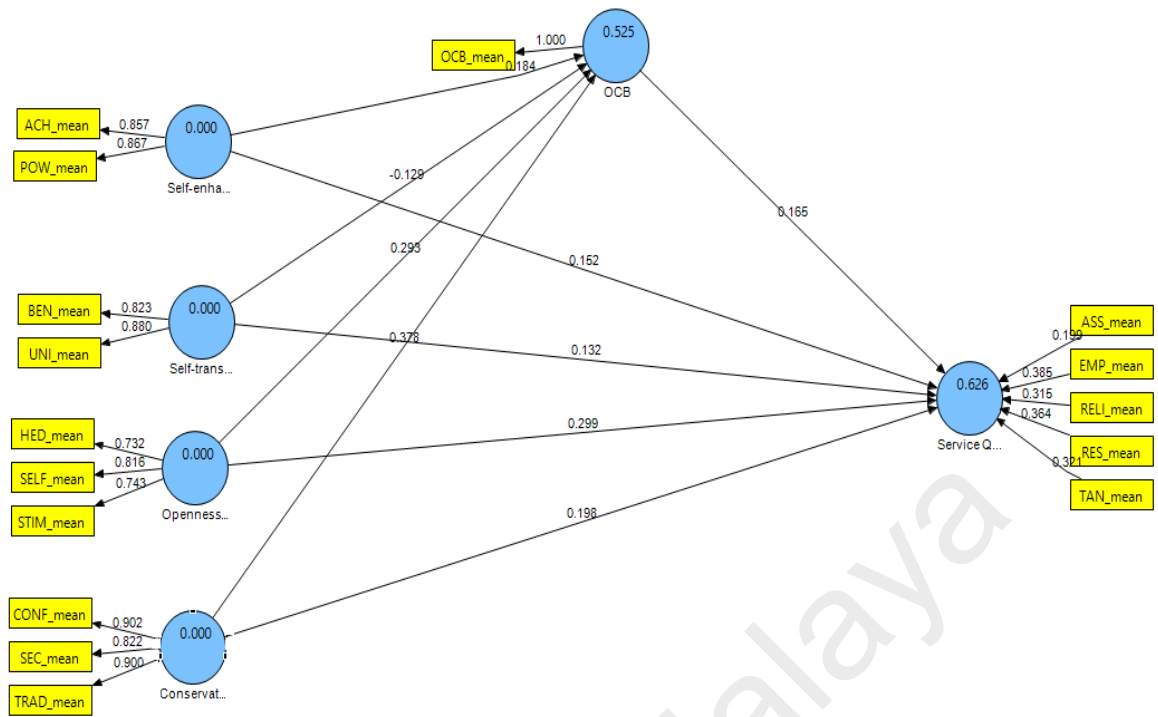 0.525
1.000
OCB_mean
0.184
OCB
ACH_mean
0.857
0.000
POW_mean
0.867
Self-enha...
-0.129
0.165
0.293
0.152
BEN_mean
0.823
0.000
UNI_mean
0.880
Self-trans...
0.378
0.132
ASS_mean
0.199
EMP_mean
0.385
0.626
0.315
RELI_mean
0.364
Service Q...
RES_mean
0.321
TAN_mean
HED_mean
0.732
0.000
0.299
SELF_mean
0.816
0.743
STIM_mean
Openness...
0.198
CONF_mean
0.902
0.000
SEC_mean
0.822
0.900
TRAD_mean
Conservat...
alaya